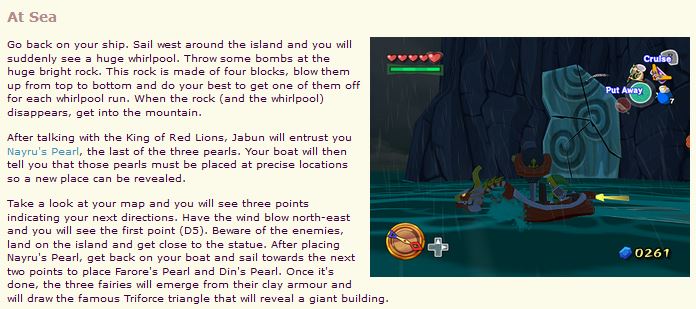 At Sea
Go back on your ship. Sail west around the island and you will
suddenly see a huge whirlpool. Throw some bombs at the
huge bright rock. This rock is made of four blocks, blow them
up from top to bottom and do your best to get one of them off
for each whirlpool run. When the rock (and the whirlpool)
disappears, get into the mountain.
After talking with the King of Red Lions, Jabun will entrust you
Nayru's Pearl, the last of the three pearls. Your boat will then
tell you that those pearls must be placed at precise locations
so a new place can be revealed.
Take a look at your map and you will see three points
indicating your next directions. Have the wind blow north-east
and you will see the first point (D5). Beware of the enemies,
land on the island and get close to the statue. After placing
Nayru's Pearl, get back on your boat and sail towards the next
two points to place Farore's Pearl and Din's Pearl. Once it's
done, the three fairies will emerge from their clay armour and
will draw the famous Triforce triangle that will reveal a giant building.
Cruise
Put Away
7
0261